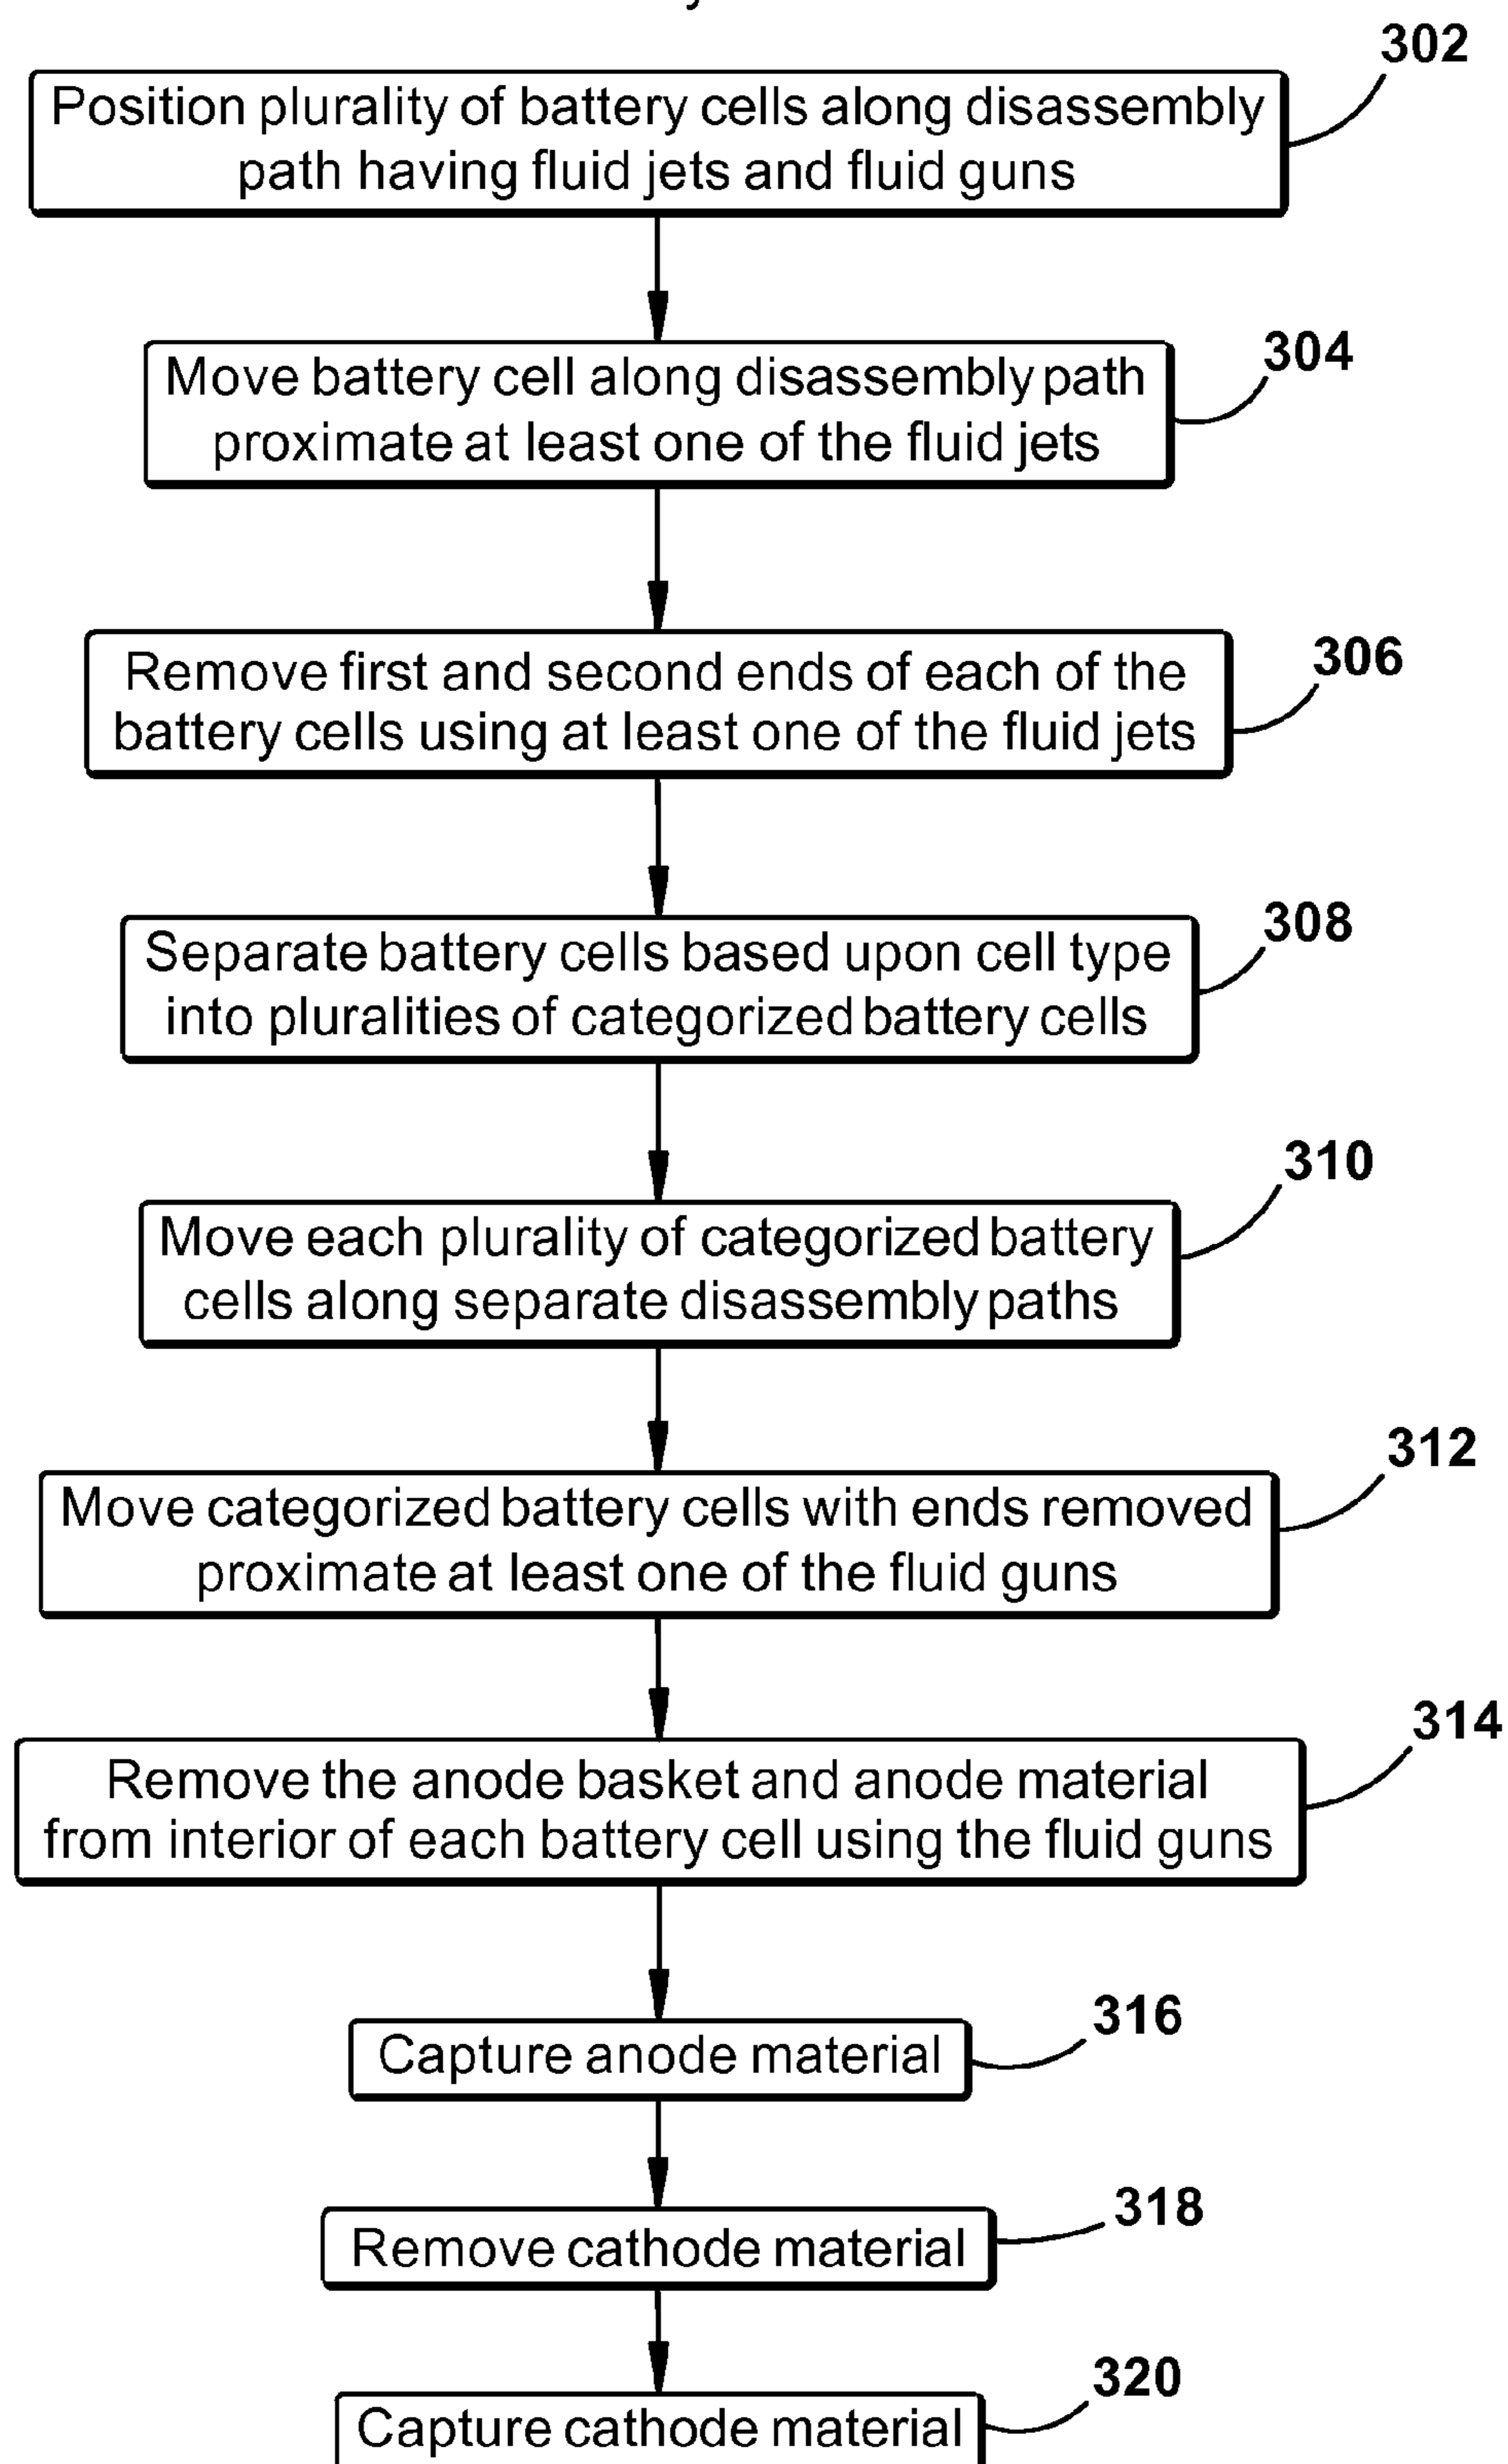 302
Position plurality of battery cells along disassembly
path having fluid jets and fluid guns
304
Move battery cell along disassembly path
proximate at least one of the fluid jets
306
Remove first and second ends of each of the
battery cells using at least one of the fluid jets
308
Separate battery cells based upon cell type
into pluralities of categorized battery cells
310
Move each plurality of categorized battery
cells along separate disassembly paths
312
Move categorized battery cells with ends removed
proximate at least one of the fluid guns
314
Remove the anode basket and anode material
from interior of each battery cell using the fluid guns
316
Capture anode material
318
Remove cathode material
320
Capture cathode material